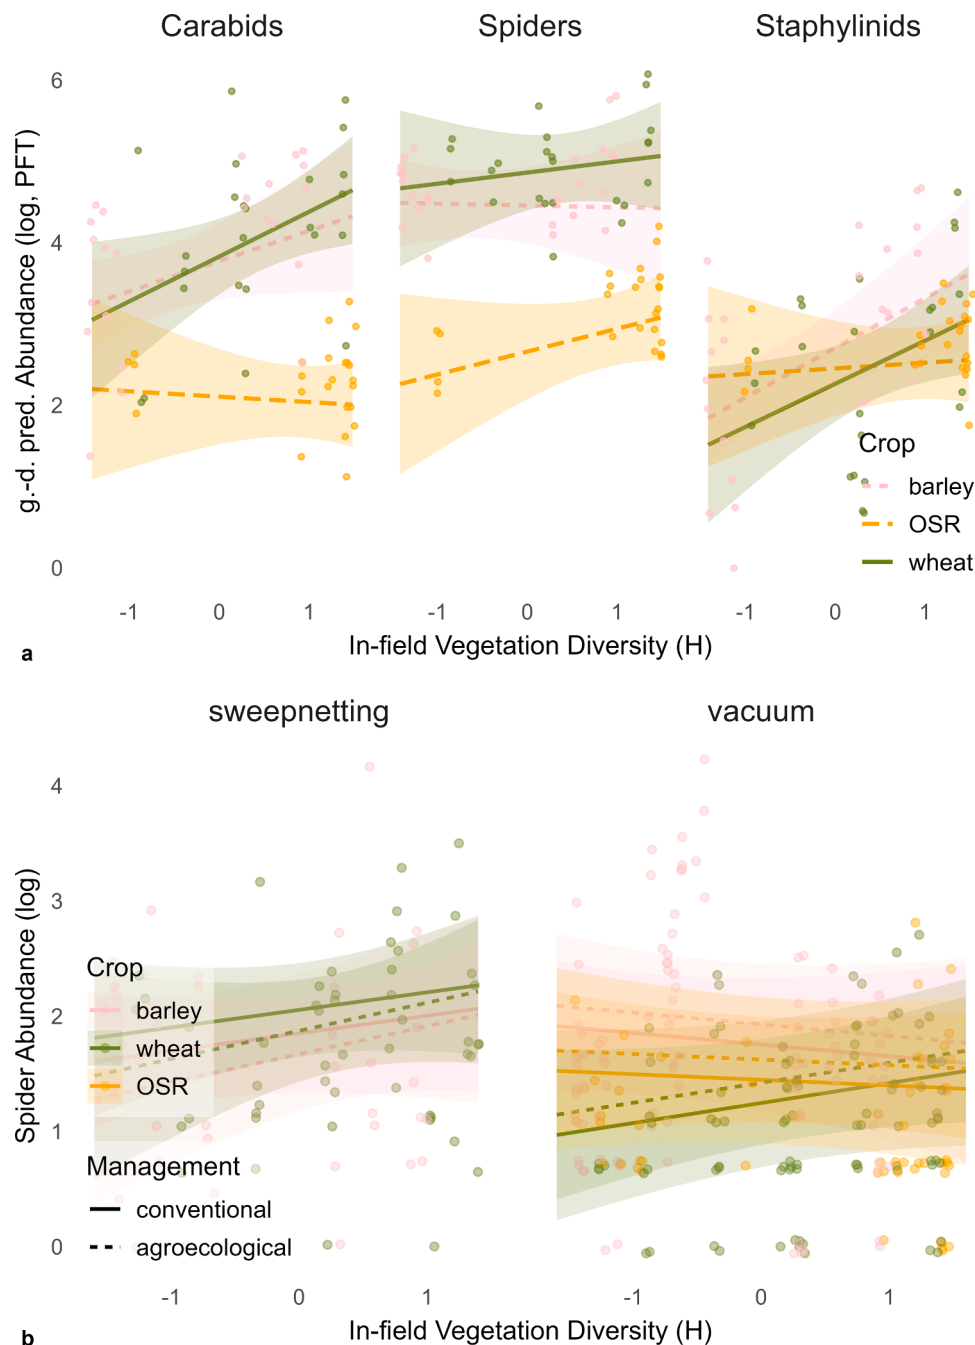 Carabids Spiders Staphylinids
g.-d. pred. Abundance (log, PFT)
6
4
2
0
Crop
barley
OSR
wheat
-1 0 1 -1 0 1 -1 0 1
In-field Vegetation Diversity (H)
a
sweepnetting vacuum
Spider Abundance (log)
4
3
2
1
0
Crop
barley
wheat
OSR
Management
conventional
agroecological
-1 0 1 -1 0 1
In-field Vegetation Diversity (H)
b